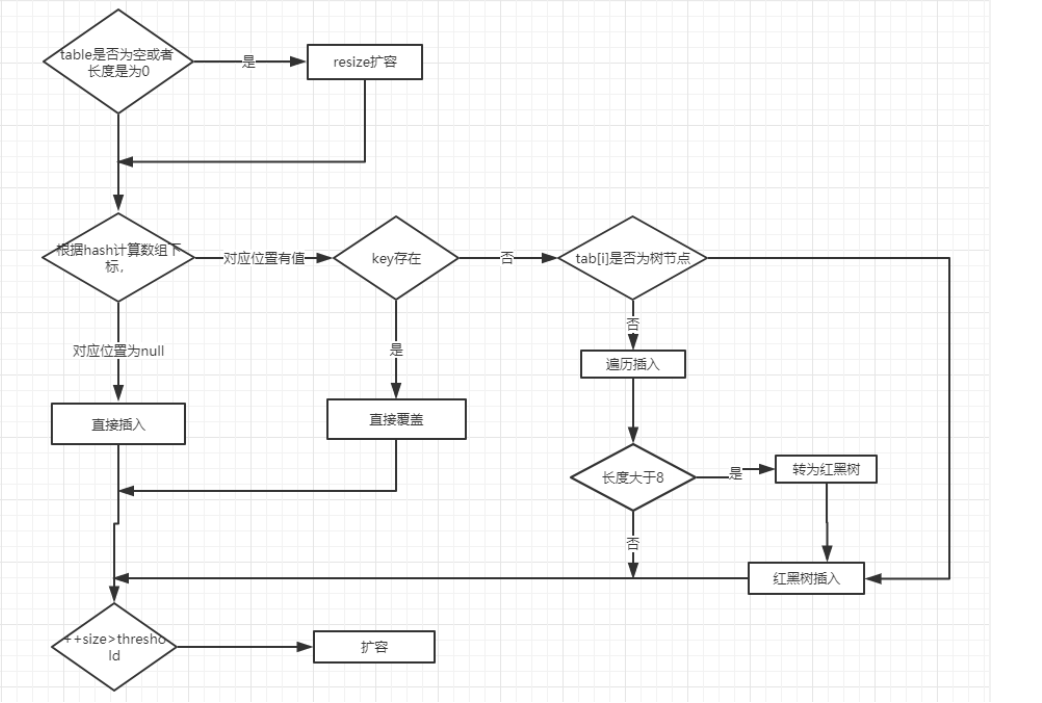 table是否为空或者
长度是为0
是
resize扩容
根据hash计算数组下
标，
对应位置有值
key存在
否
tab[i]是否为树节点
对应位置为null
是
否
遍历插入
直接插入
直接覆盖
长度大于8
是
转为红黑树
否
红黑树插入
++size>thresho
ld
扩容